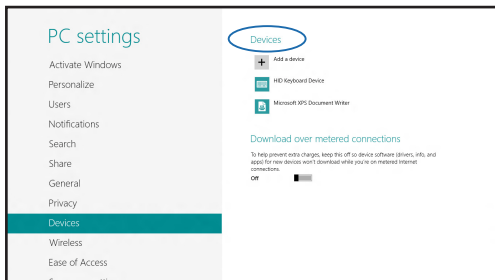 PC settings
Activate Windows
Personalize
Users
Notifications
Search
Share
General
Privacy
Devices
Wireless
Ease of Access
Devices
Add a device
HID Keyboard Device
Microsoft XPS Document Writer
Download over metered connections
To help prevent extra charges, keep this off so device software (drivers, info, and
apps) for new devices won't download while you're on metered Internet
connections.
Off